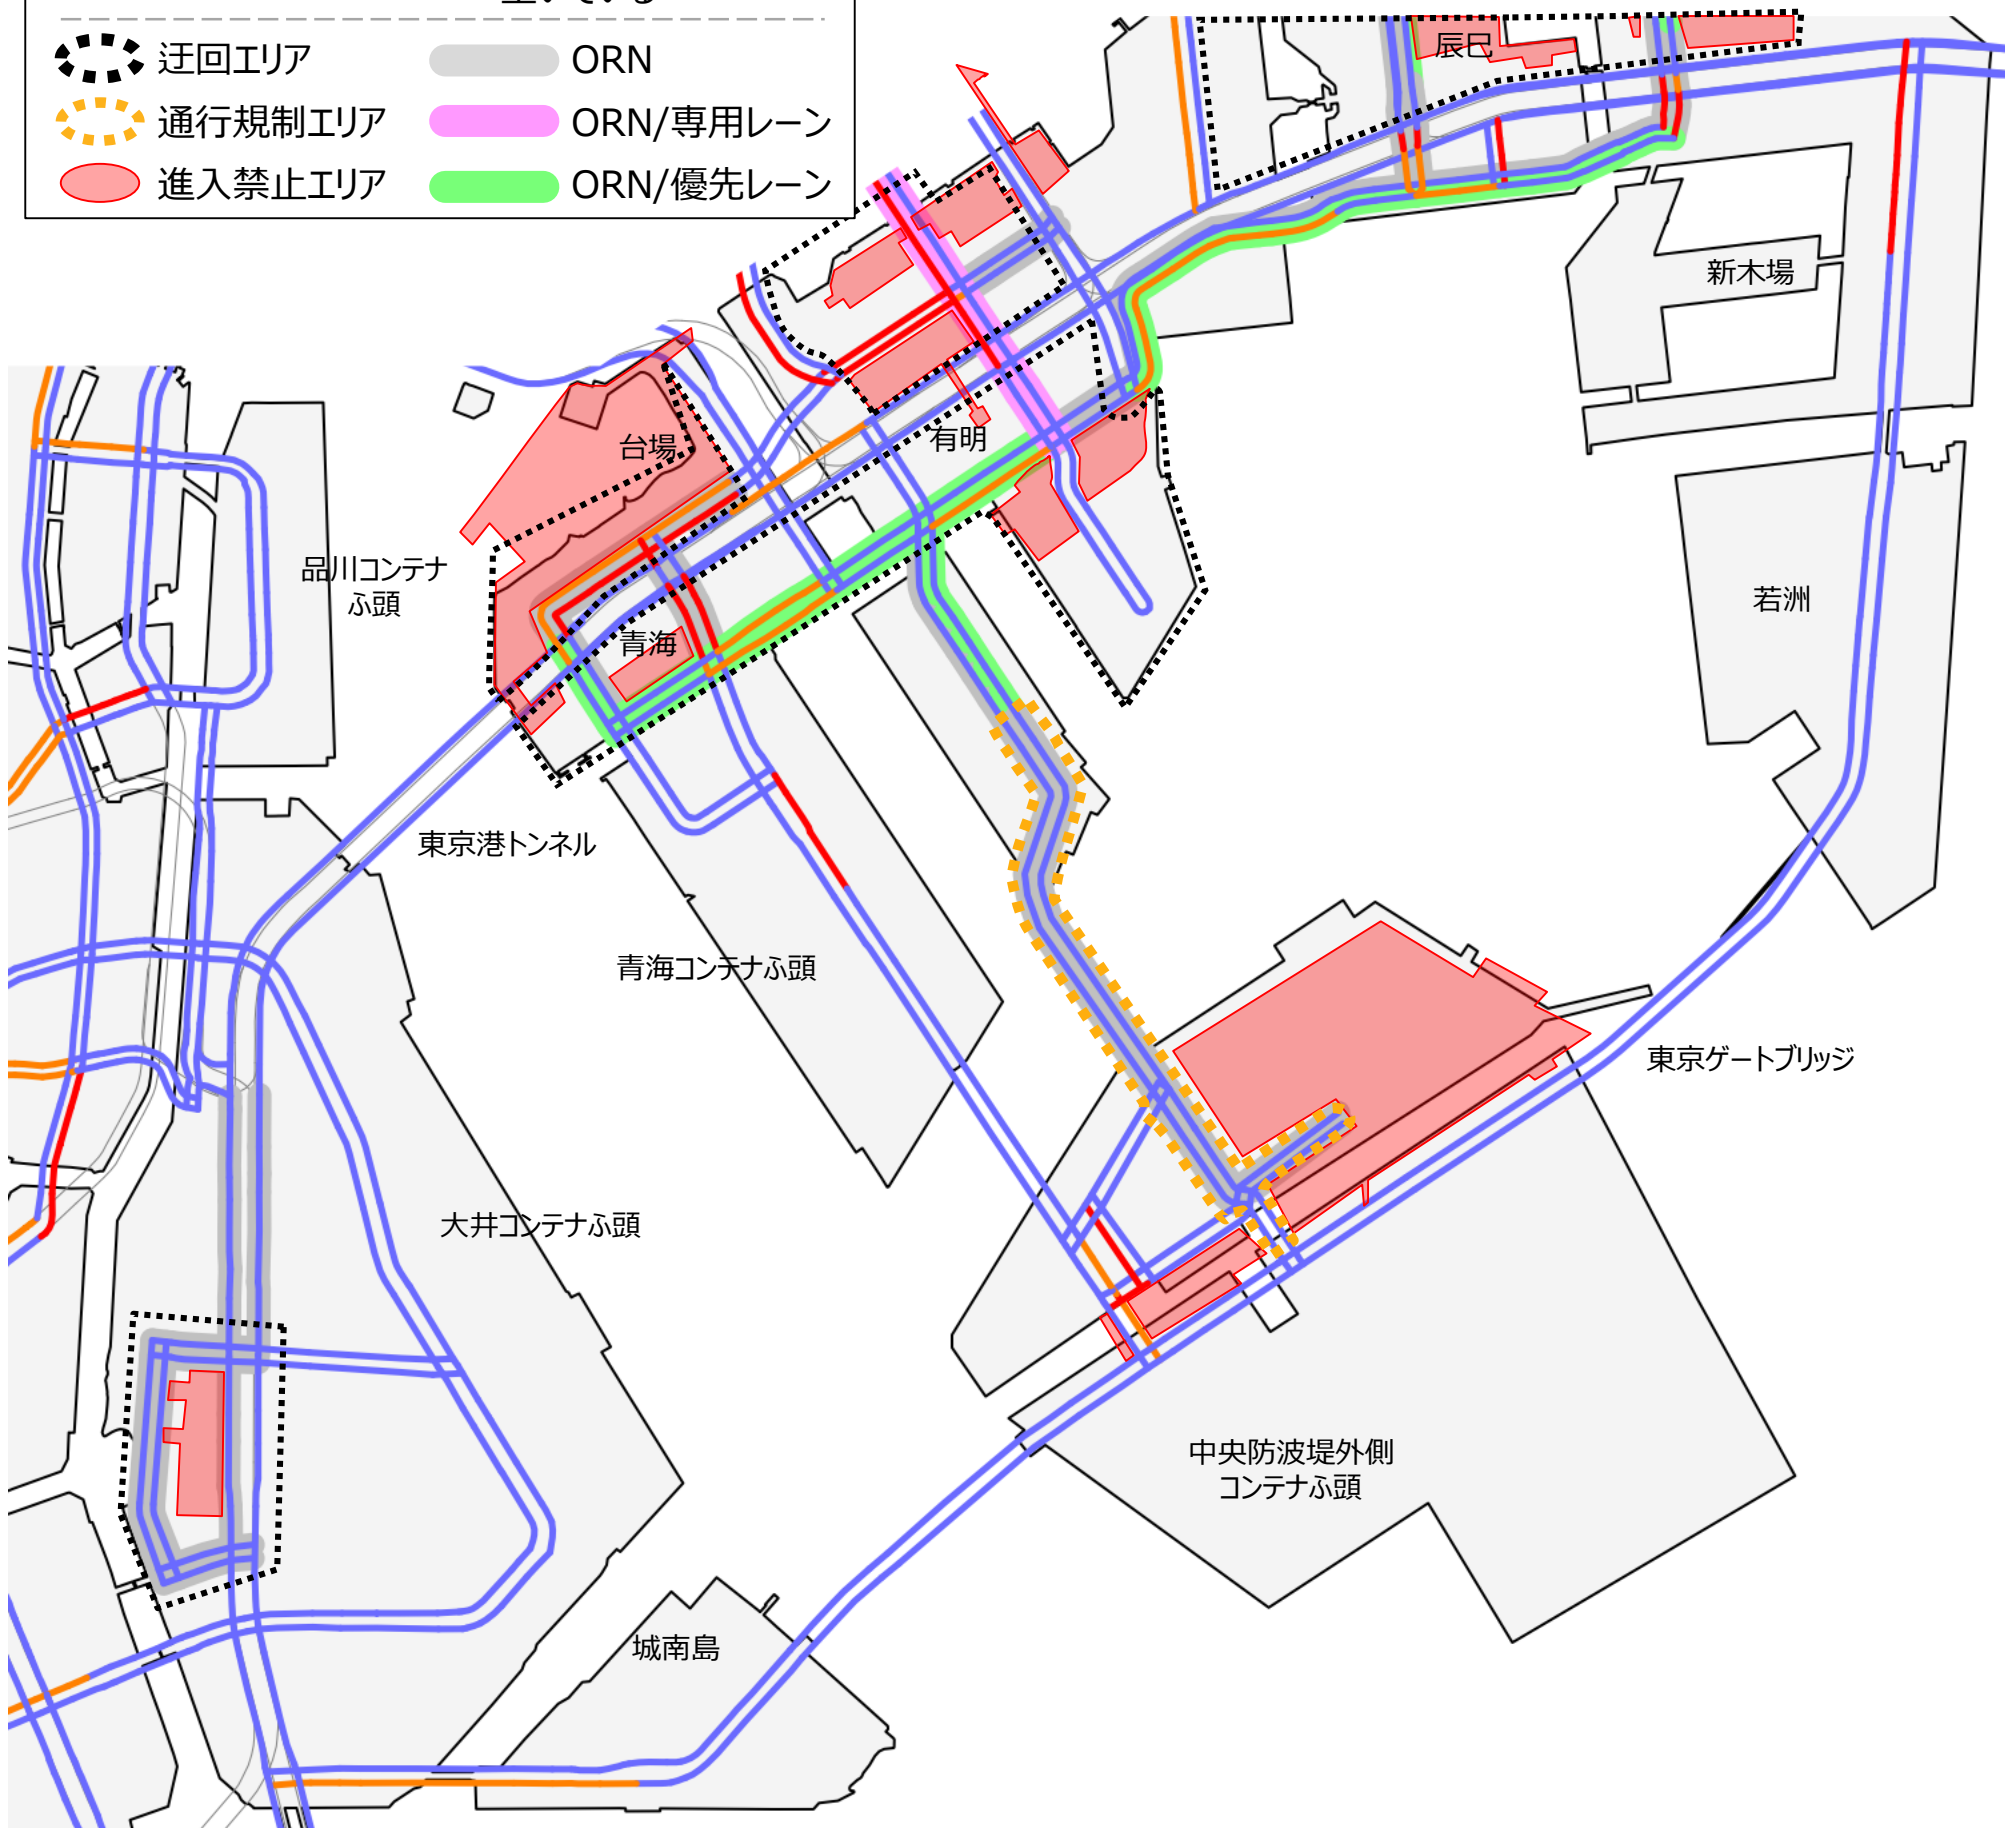 空いている
迂回エリア
ORN
通行規制エリア
ORN/専用レーン
進入禁止エリア
ORN/優先レーン
辰巳
新木場
台場
有明
品川コンテナ
ふ頭
青海
若洲
東京港トンネル
青海コンテナふ頭
東京ゲートブリッジ
大井コンテナふ頭
中央防波堤外側
コンテナふ頭
城南島